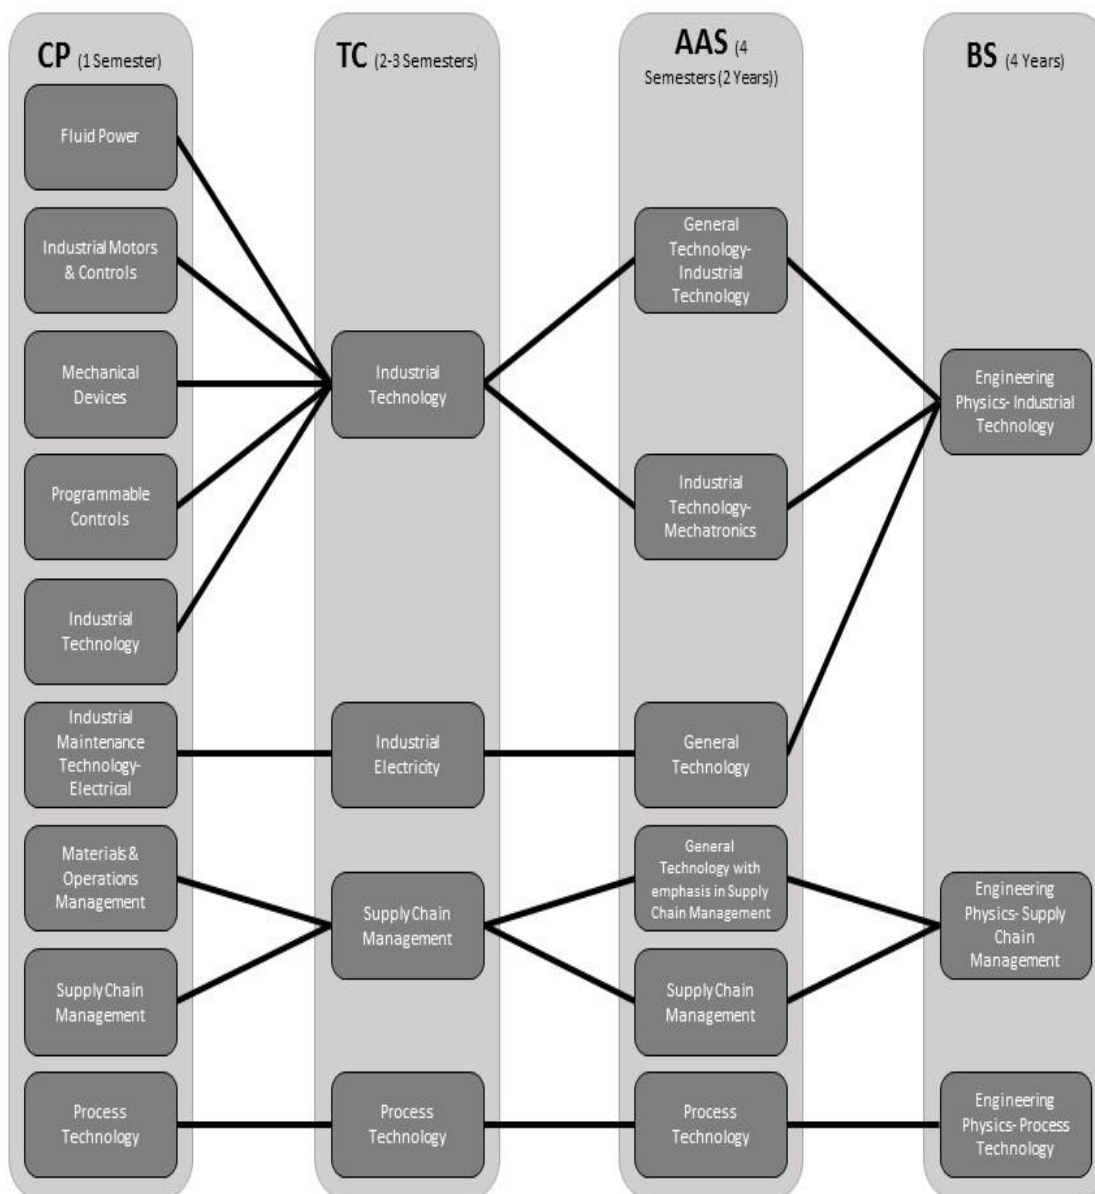 CP (1 Semester)
Fluid Power
Industrial Motors
& Controls
Mechanical
Devices
Programmable
Controls
Industrial
Technology
Industrial
Maintenance
Technology-
Electrical
Materials &
Operations
Management
Supply Chain
Management
Process
Technology
TC (2-3 Semesters)
Industrial
Technology
Industrial
Electricity
Supply Chain
Management
Process
Technology
AAS (4
Semesters (2 Years))
General
Technology-
Industrial
Technology
Industrial
Technology-
Mechatronics
General
Technology
General
Technology with
emphasis in Supply
Chain Management
Supply Chain
Management
Process
Technology
BS (4 Years)
Engineering
Physics- Industrial
Technology
Engineering
Physics- Supply
Chain
Management
Engineering
Physics- Process
Technology